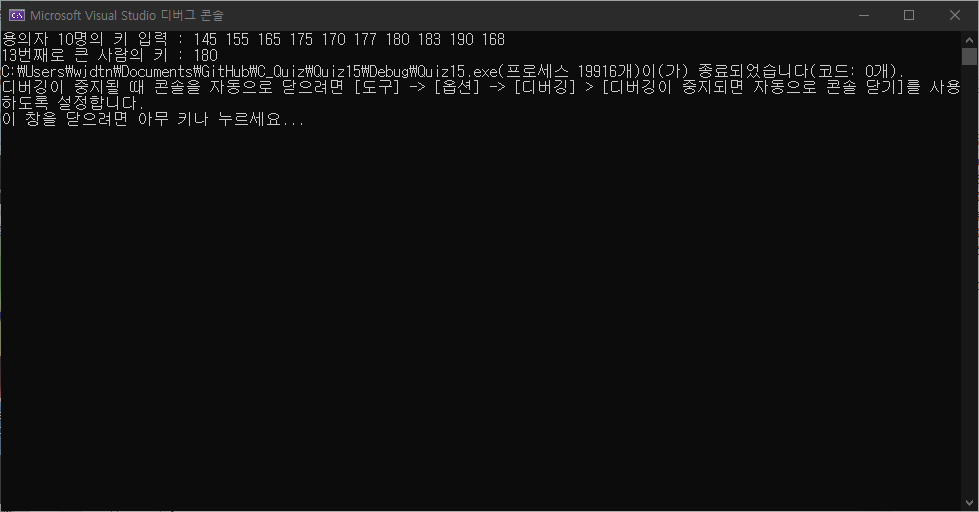 Microsoft Visual Studio 디버그 콘솔
용의자 10명의 키 입력 : 145 155 165 175 170 177 180 183 190 168
13번째로 큰 사람의 키 : 180
C:\Users\wjdtn\Documents\GitHub\C_Quiz\Quiz15\Debug\Quiz15.exe(프로세스 19916개)이(가) 종료되었습니다(코드: 0개).
디버깅이 중지될 때 콘솔을 자동으로 닫으려면 [도구] -> [옵션] -> [디버깅] > [디버깅이 중지되면 자동으로 콘솔 닫기]를 사용
하도록 설정합니다.
이 창을 닫으려면 아무 키나 누르세요...